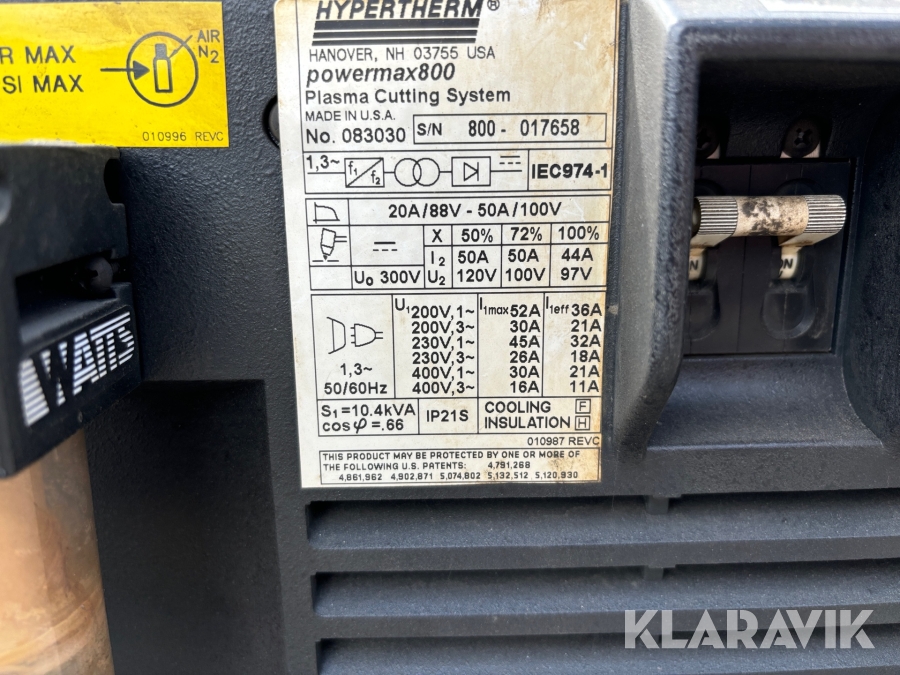 R MAX
SI MAX
AIR
N2
010996 REVC
HYPERTHERM®
HANOVER, NH 03755 USA
powermax800
Plasma Cutting System
MADE IN U.S.A.
No. 083030 S/N 800 - 017658
1,3~ f1 f2 IEC974-1
20A/88V - 50A/100V
X 50% 72% 100%
I2 50A 50A 44A
U0 300V U2 120V 100V 97V
U1 200V, 1~ I1max 52A I1eff 36A
200V, 3~ 30A 21A
230V, 1~ 45A 32A
230V, 3~ 26A 18A
1,3~ 400V, 1~ 30A 21A
50/60Hz 400V, 3~ 16A 11A
S1=10.4kVA
cos φ=.66
IP21S
COOLING F
INSULATION H
010987 REVC
THIS PRODUCT MAY BE PROTECTED BY ONE OR MORE OF
THE FOLLOWING U.S. PATENTS: 4,791,268
4,861,962 4,902,871 5,074,802 5,132,512 5,120,930
WATTS
ON
KLARAVIK